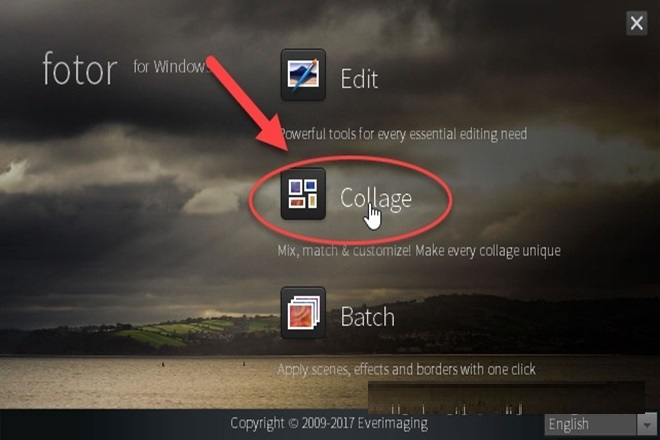 fotor for Windows
Edit
Powerful tools for every essential editing need
Collage
Mix, match & customize! Make every collage unique
Batch
Apply scenes, effects and borders with one click
Copyright © 2009-2017 Everimaging
English